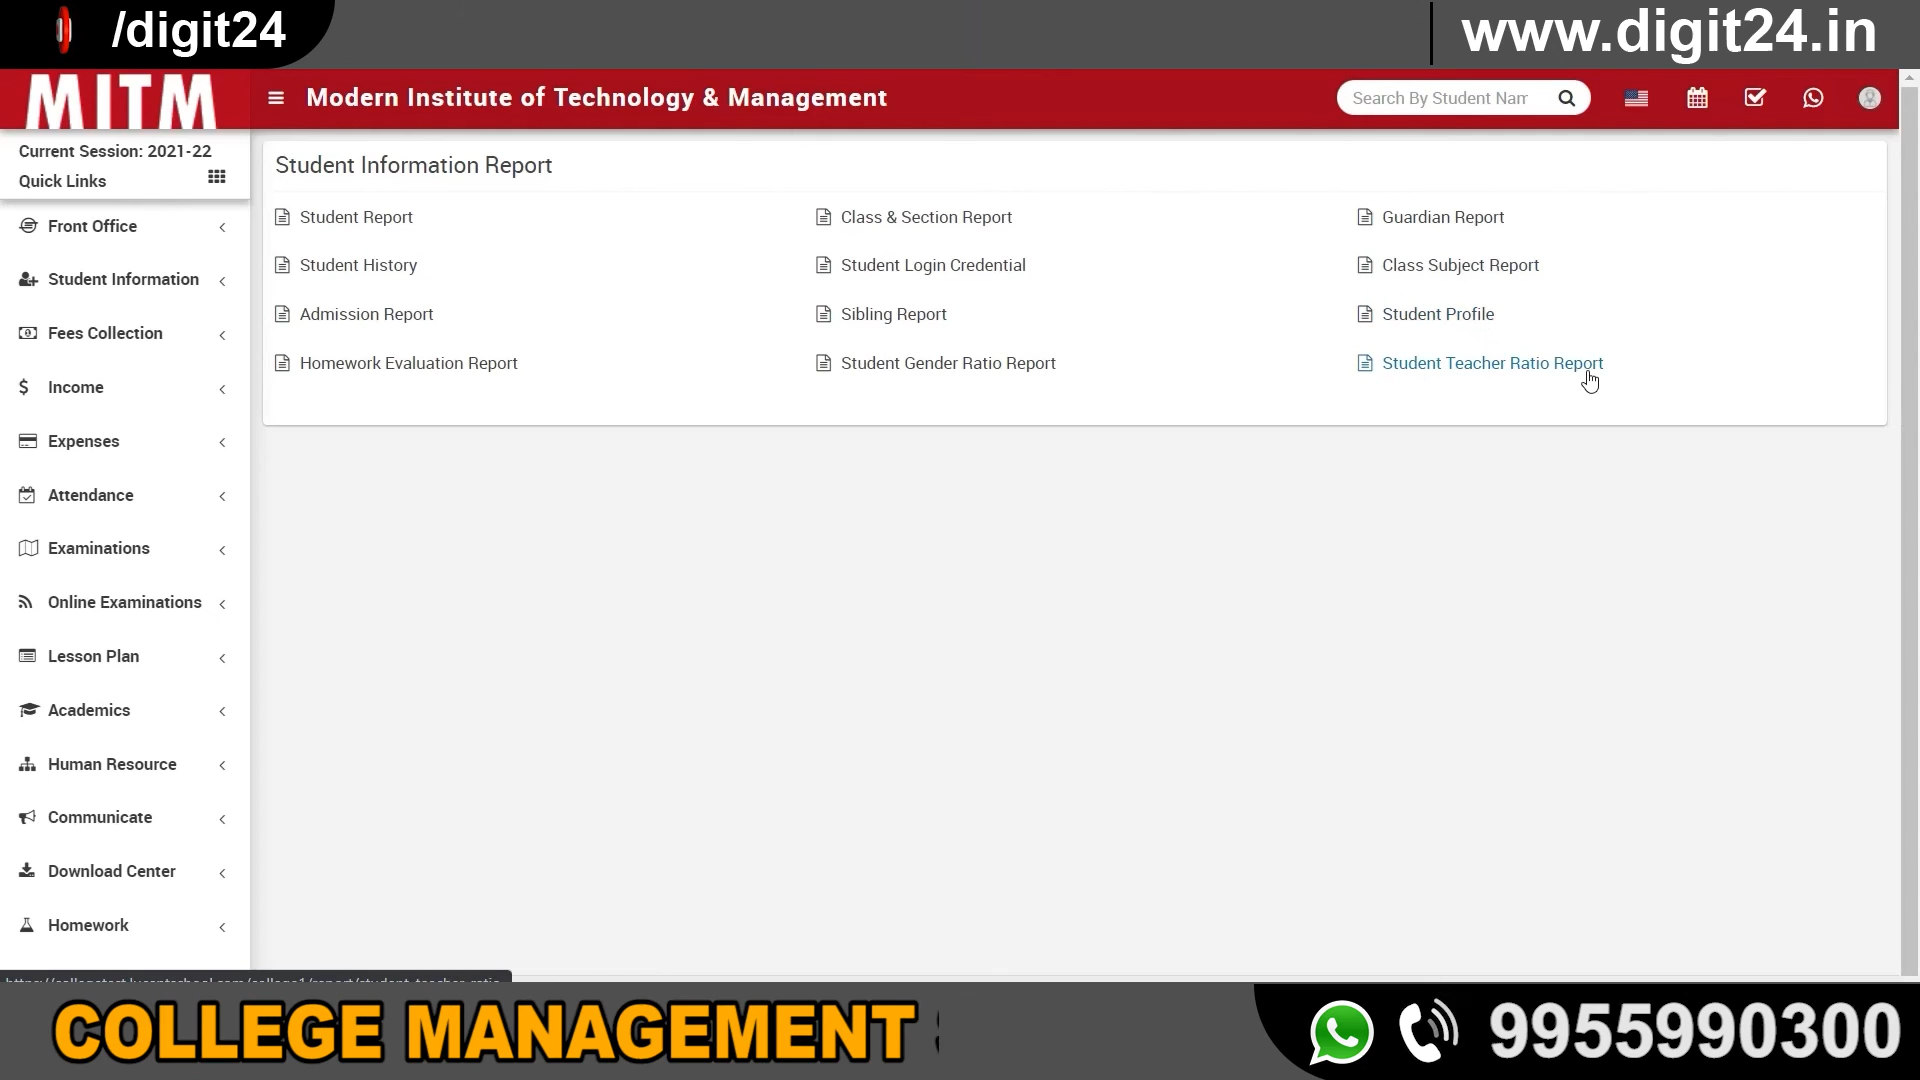 /digit24
www.digit24.in
MITM
Modern Institute of Technology & Management
Search By Student Nam
Current Session: 2021-22
Quick Links
Student Information Report
Student Report
Class & Section Report
Guardian Report
Student History
Student Login Credential
Class Subject Report
Admission Report
Sibling Report
Student Profile
Homework Evaluation Report
Student Gender Ratio Report
Student Teacher Ratio Report
Front Office
Student Information
Fees Collection
Income
Expenses
Attendance
Examinations
Online Examinations
Lesson Plan
Academics
Human Resource
Communicate
Download Center
Homework
COLLEGE MANAGEMENT
9955990300